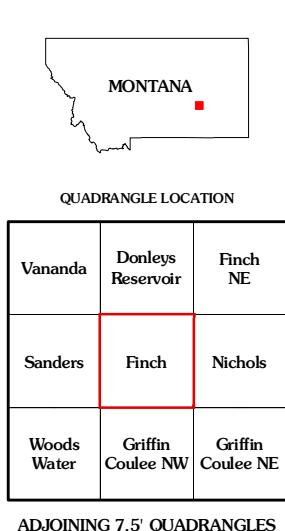 MONTANA
QUADRANGLE LOCATION
Vananda
Donleys
Reservoir
Finch
NE
Sanders
Finch
Nichols
Woods
Water
Griffin
Coulee NW
Griffin
Coulee NE
ADJOINING 7.5' QUADRANGLES